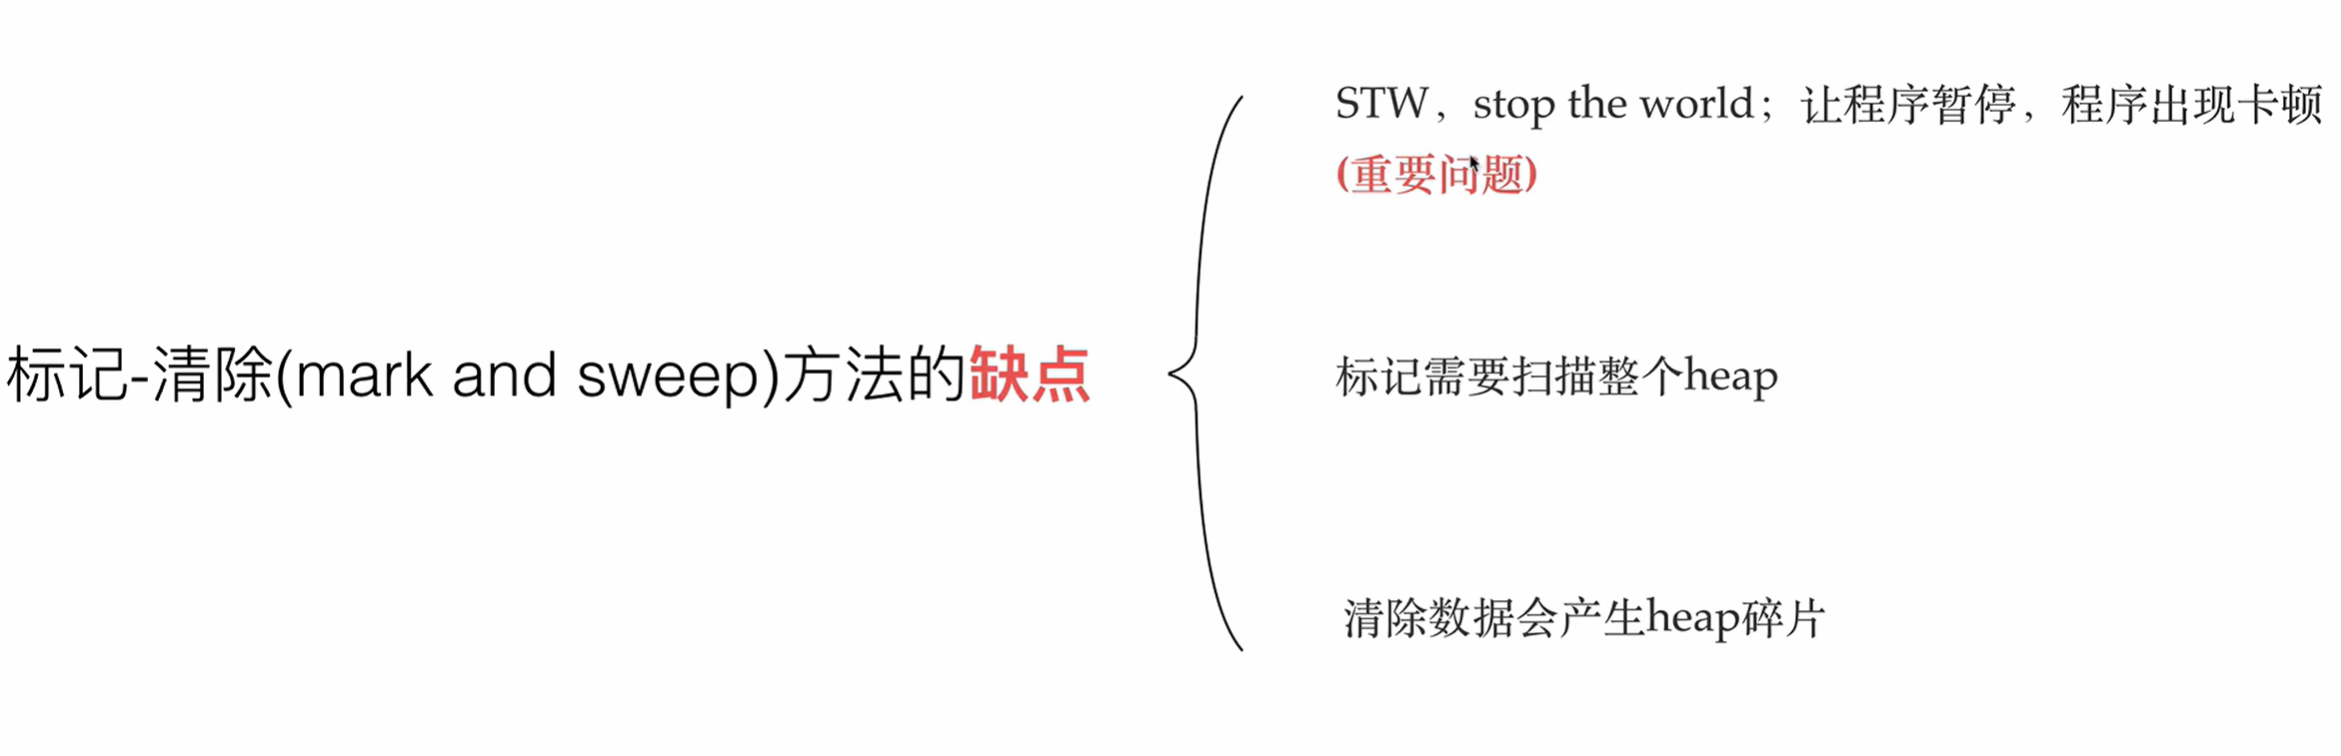 标记-清除(mark and sweep)方法的缺点
STW，stop the world；让程序暂停，程序出现卡顿
(重要问题)
标记需要扫描整个heap
清除数据会产生heap碎片